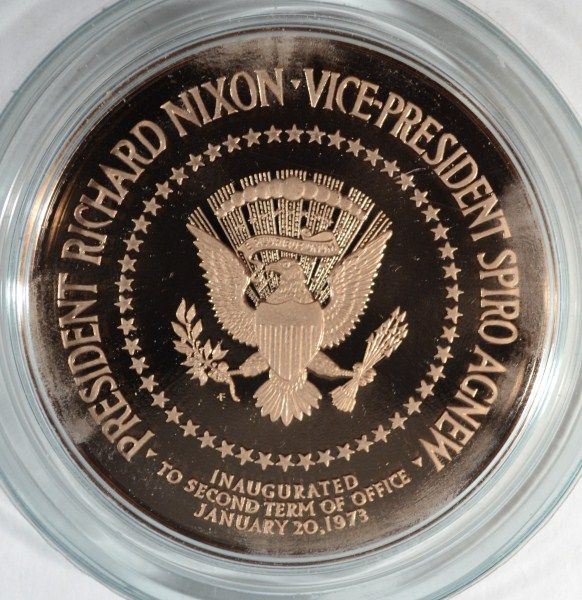 PRESIDENT RICHARD NIXON · VICE-PRESIDENT SPIRO AGNEW
INAUGURATED
TO SECOND TERM OF OFFICE
JANUARY 20, 1973